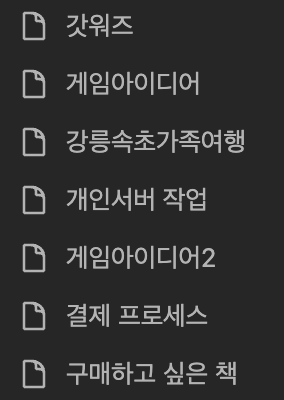 갓워즈
게임아이디어
강릉속초가족여행
개인서버 작업
게임아이디어2
결제 프로세스
구매하고 싶은 책